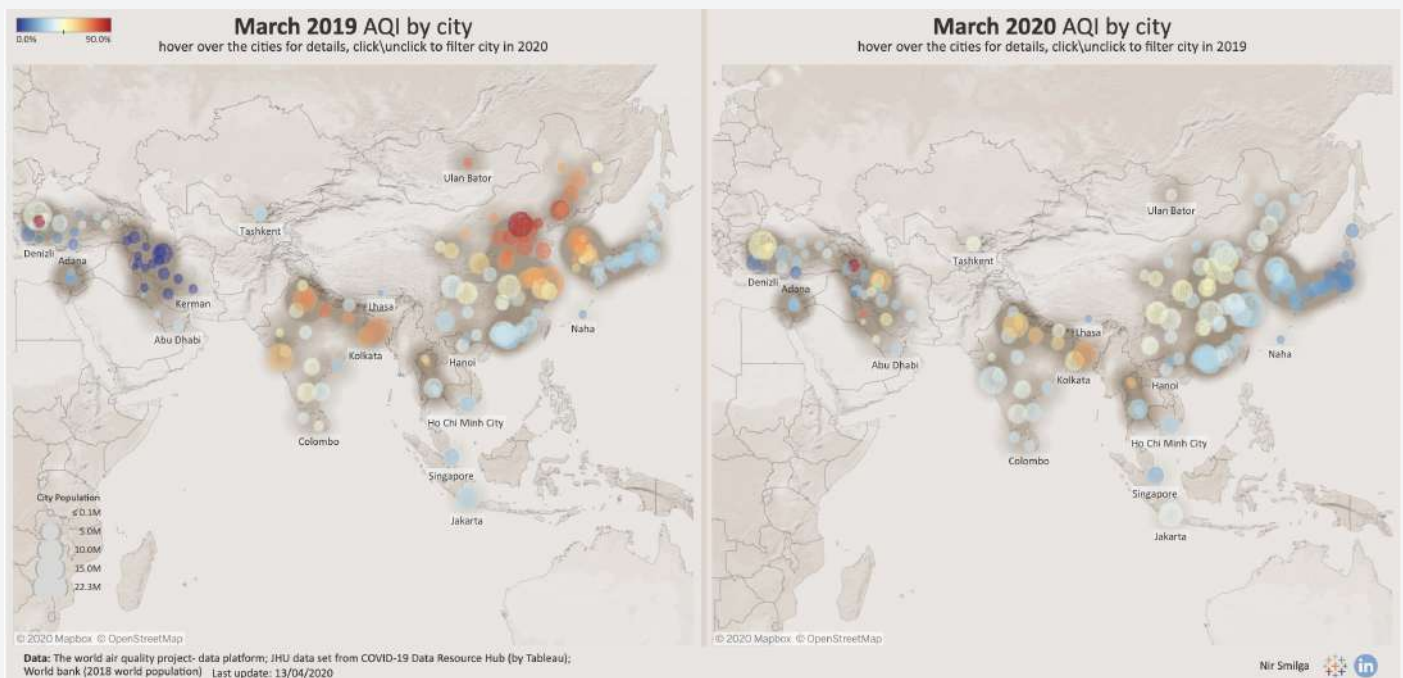 March 2019 AQI by city
hover over the cities for details, click\unclick to filter city in 2020
0.0%
90.0%
Ulan Bator
Tashkent
Denizli
Adana
Kerman
Abu Dhabi
Lhasa
Kolkata
Hanoi
Naha
Ho Chi Minh City
Colombo
Singapore
Jakarta
City Population
≤0.1M
5.0M
10.0M
15.0M
22.3M
© 2020 Mapbox © OpenStreetMap
March 2020 AQI by city
hover over the cities for details, click\unclick to filter city in 2019
Ulan Bator
Tashkent
Denizli
Adana
Abu Dhabi
Lhasa
Kolkata
Hanoi
Naha
Ho Chi Minh City
Colombo
Singapore
Jakarta
© 2020 Mapbox © OpenStreetMap
Data: The world air quality project- data platform; JHU data set from COVID-19 Data Resource Hub (by Tableau);
World bank (2018 world population) Last update: 13/04/2020
Nir Smilga
in